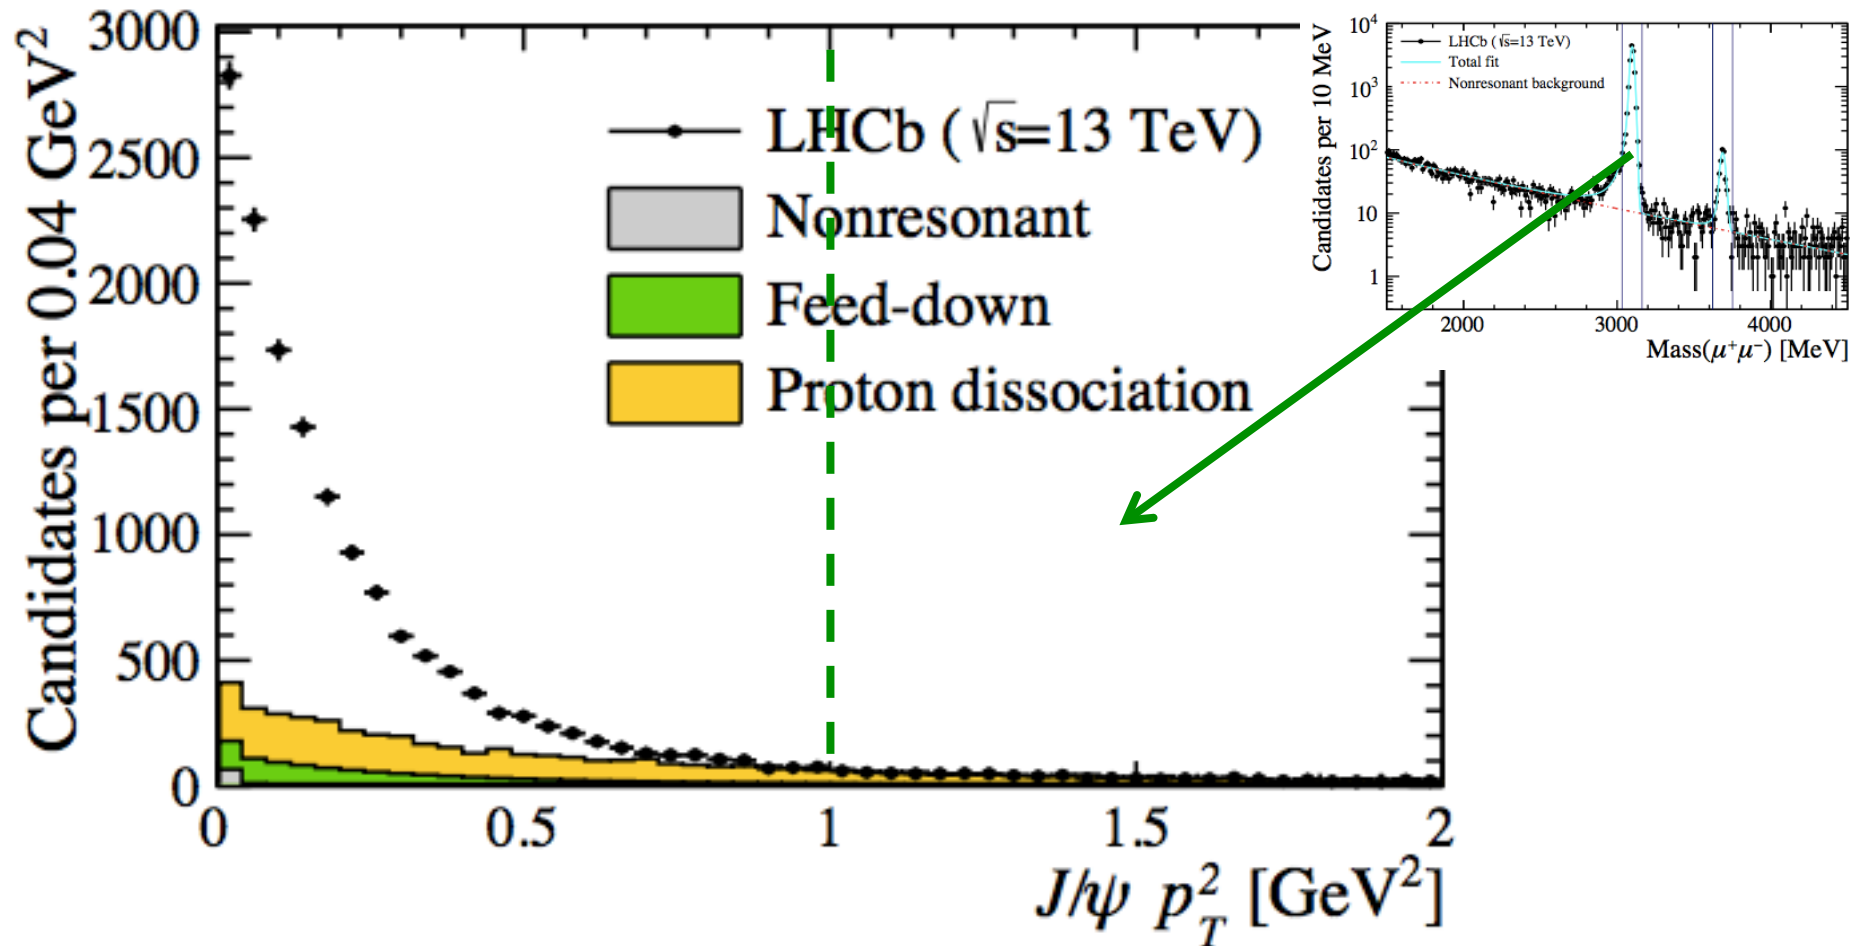 Candidates per 0.04 GeV²
3000
2500
2000
1500
1000
500
0
LHCb (√s=13 TeV)
Nonresonant
Feed-down
Proton dissociation
0 0.5 1 1.5 2
J/ψ p_T² [GeV²]
Candidates per 10 MeV
10⁴
10³
10²
10
1
LHCb (√s=13 TeV)
Total fit
Nonresonant background
2000 3000 4000
Mass(μ⁺μ⁻) [MeV]